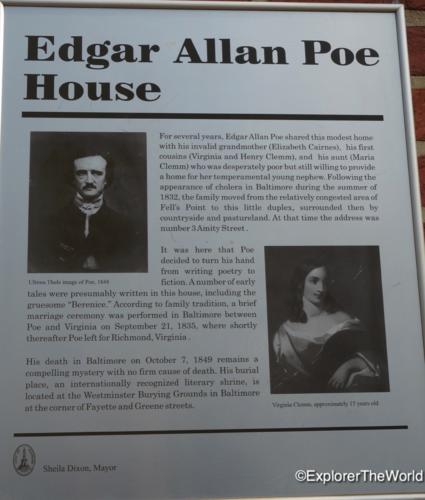 Edgar Allan Poe
House
For several years, Edgar Allan Poe shared this modest home
with his invalid grandmother (Elizabeth Cairnes), his first
cousins (Virginia and Henry Clemm), and his aunt (Maria
Clemm) who was desperately poor but still willing to provide
a home for her temperamental young nephew. Following the
appearance of cholera in Baltimore during the summer of
1832, the family moved from the relatively congested area of
Fell's Point to this little duplex, surrounded then by
countryside and pastureland. At that time the address was
number 3 Amity Street.
It was here that Poe
decided to turn his hand
from writing poetry to
fiction. A number of early
tales were presumably written in this house, including the
gruesome "Berenice." According to family tradition, a brief
marriage ceremony was performed in Baltimore between
Poe and Virginia on September 21, 1835, where shortly
thereafter Poe left for Richmond, Virginia.
Ultima Thule image of Poe, 1848
His death in Baltimore on October 7, 1849 remains a
compelling mystery with no firm cause of death. His burial
place, an internationally recognized literary shrine, is
located at the Westminster Burying Grounds in Baltimore
at the corner of Fayette and Greene streets.
Virginia Clemm, approximately 17 years old
Sheila Dixon, Mayor
©ExplorerTheWorld